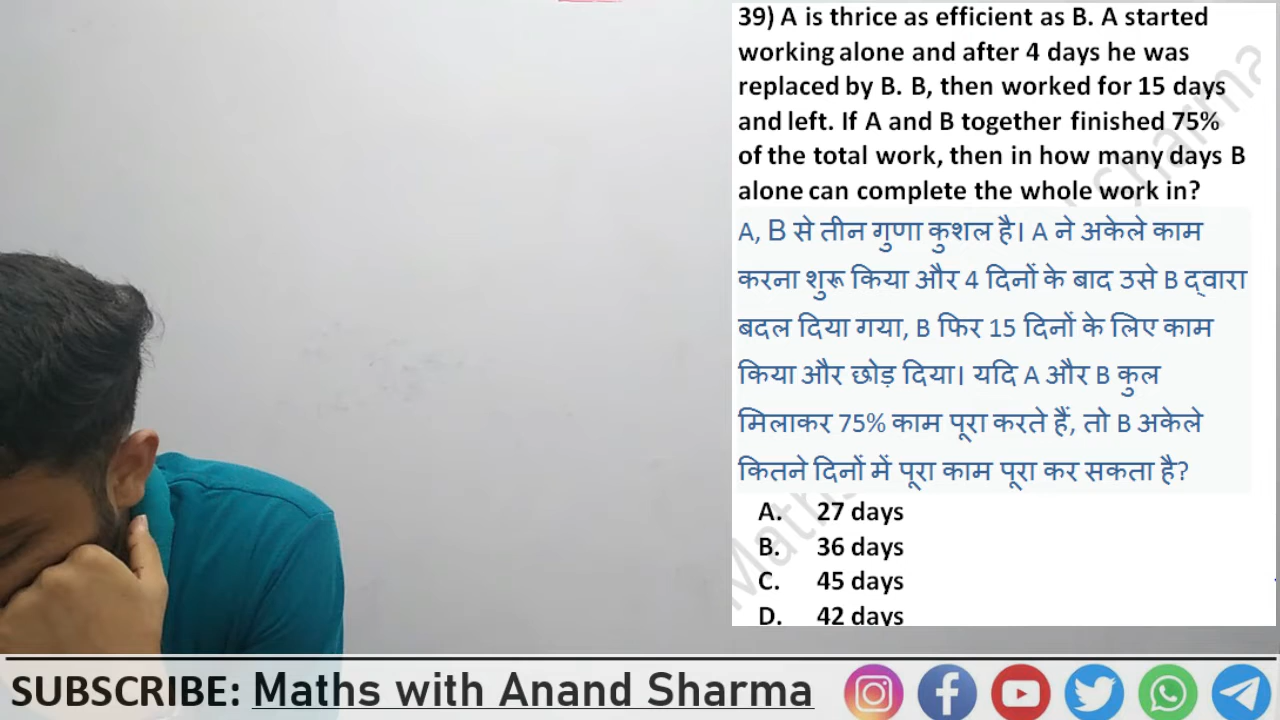 39) A is thrice as efficient as B. A started
working alone and after 4 days he was
replaced by B. B, then worked for 15 days
and left. If A and B together finished 75%
of the total work, then in how many days B
alone can complete the whole work in?
A, B से तीन गुणा कुशल है। A ने अकेले काम
करना शुरू किया और 4 दिनों के बाद उसे B द्वारा
बदल दिया गया, B फिर 15 दिनों के लिए काम
किया और छोड़ दिया। यदि A और B कुल
मिलाकर 75% काम पूरा करते हैं, तो B अकेले
कितने दिनों में पूरा काम पूरा कर सकता है?
A. 27 days
B. 36 days
C. 45 days
D. 42 days
Sharma
Maths
SUBSCRIBE: Maths with Anand Sharma